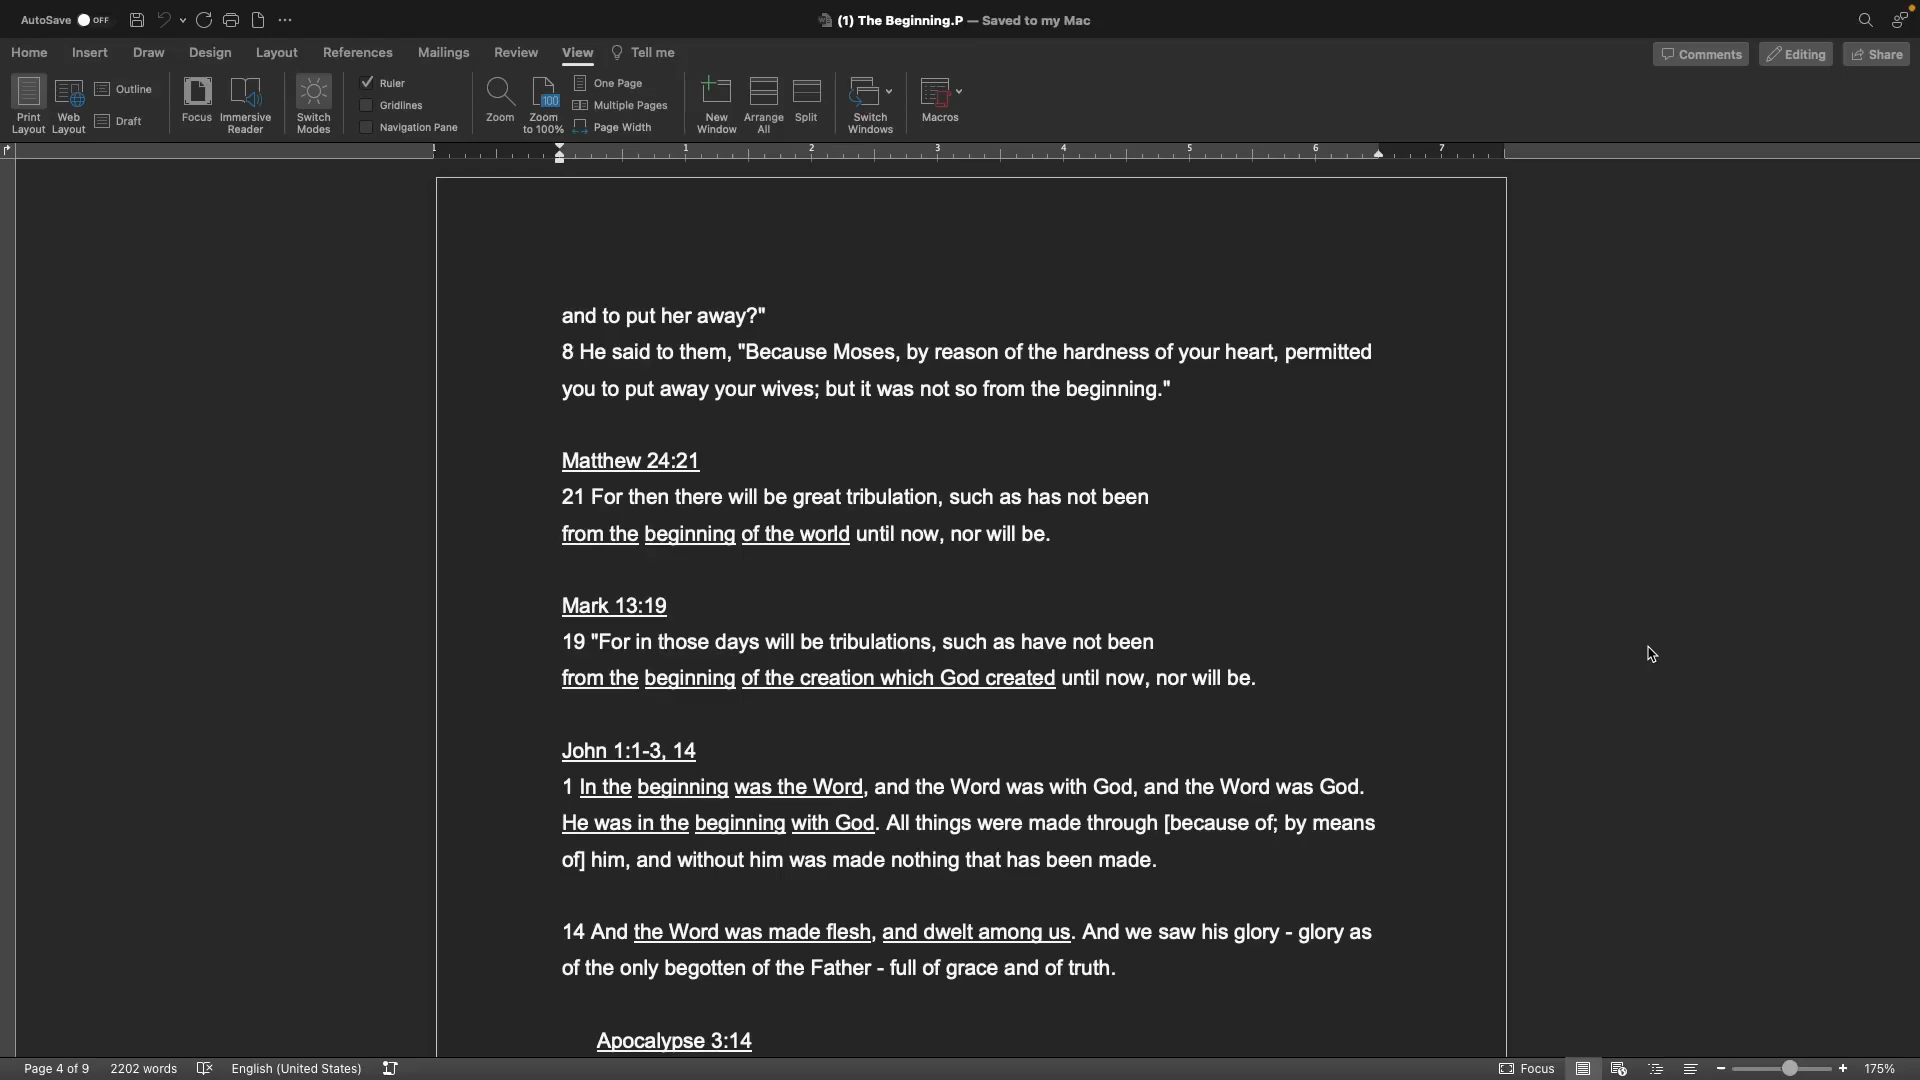 AutoSave OFF
(1) The Beginning.P — Saved to my Mac
Home Insert Draw Design Layout References Mailings Review View Tell me
Comments Editing Share
Print Layout
Web Layout
Outline
Draft
Focus
Immersive Reader
Switch Modes
Ruler
Gridlines
Navigation Pane
Zoom
100
Zoom to 100%
One Page
Multiple Pages
Page Width
New Window
Arrange All
Split
Switch Windows
Macros
1 1 2 3 4 5 6 7
and to put her away?"
8 He said to them, "Because Moses, by reason of the hardness of your heart, permitted
you to put away your wives; but it was not so from the beginning."
Matthew 24:21
21 For then there will be great tribulation, such as has not been
from the beginning of the world until now, nor will be.
Mark 13:19
19 "For in those days will be tribulations, such as have not been
from the beginning of the creation which God created until now, nor will be.
John 1:1-3, 14
1 In the beginning was the Word, and the Word was with God, and the Word was God.
He was in the beginning with God. All things were made through [because of; by means
of] him, and without him was made nothing that has been made.
14 And the Word was made flesh, and dwelt among us. And we saw his glory - glory as
of the only begotten of the Father - full of grace and of truth.
Apocalypse 3:14
Page 4 of 9 2202 words English (United States) Focus 175%